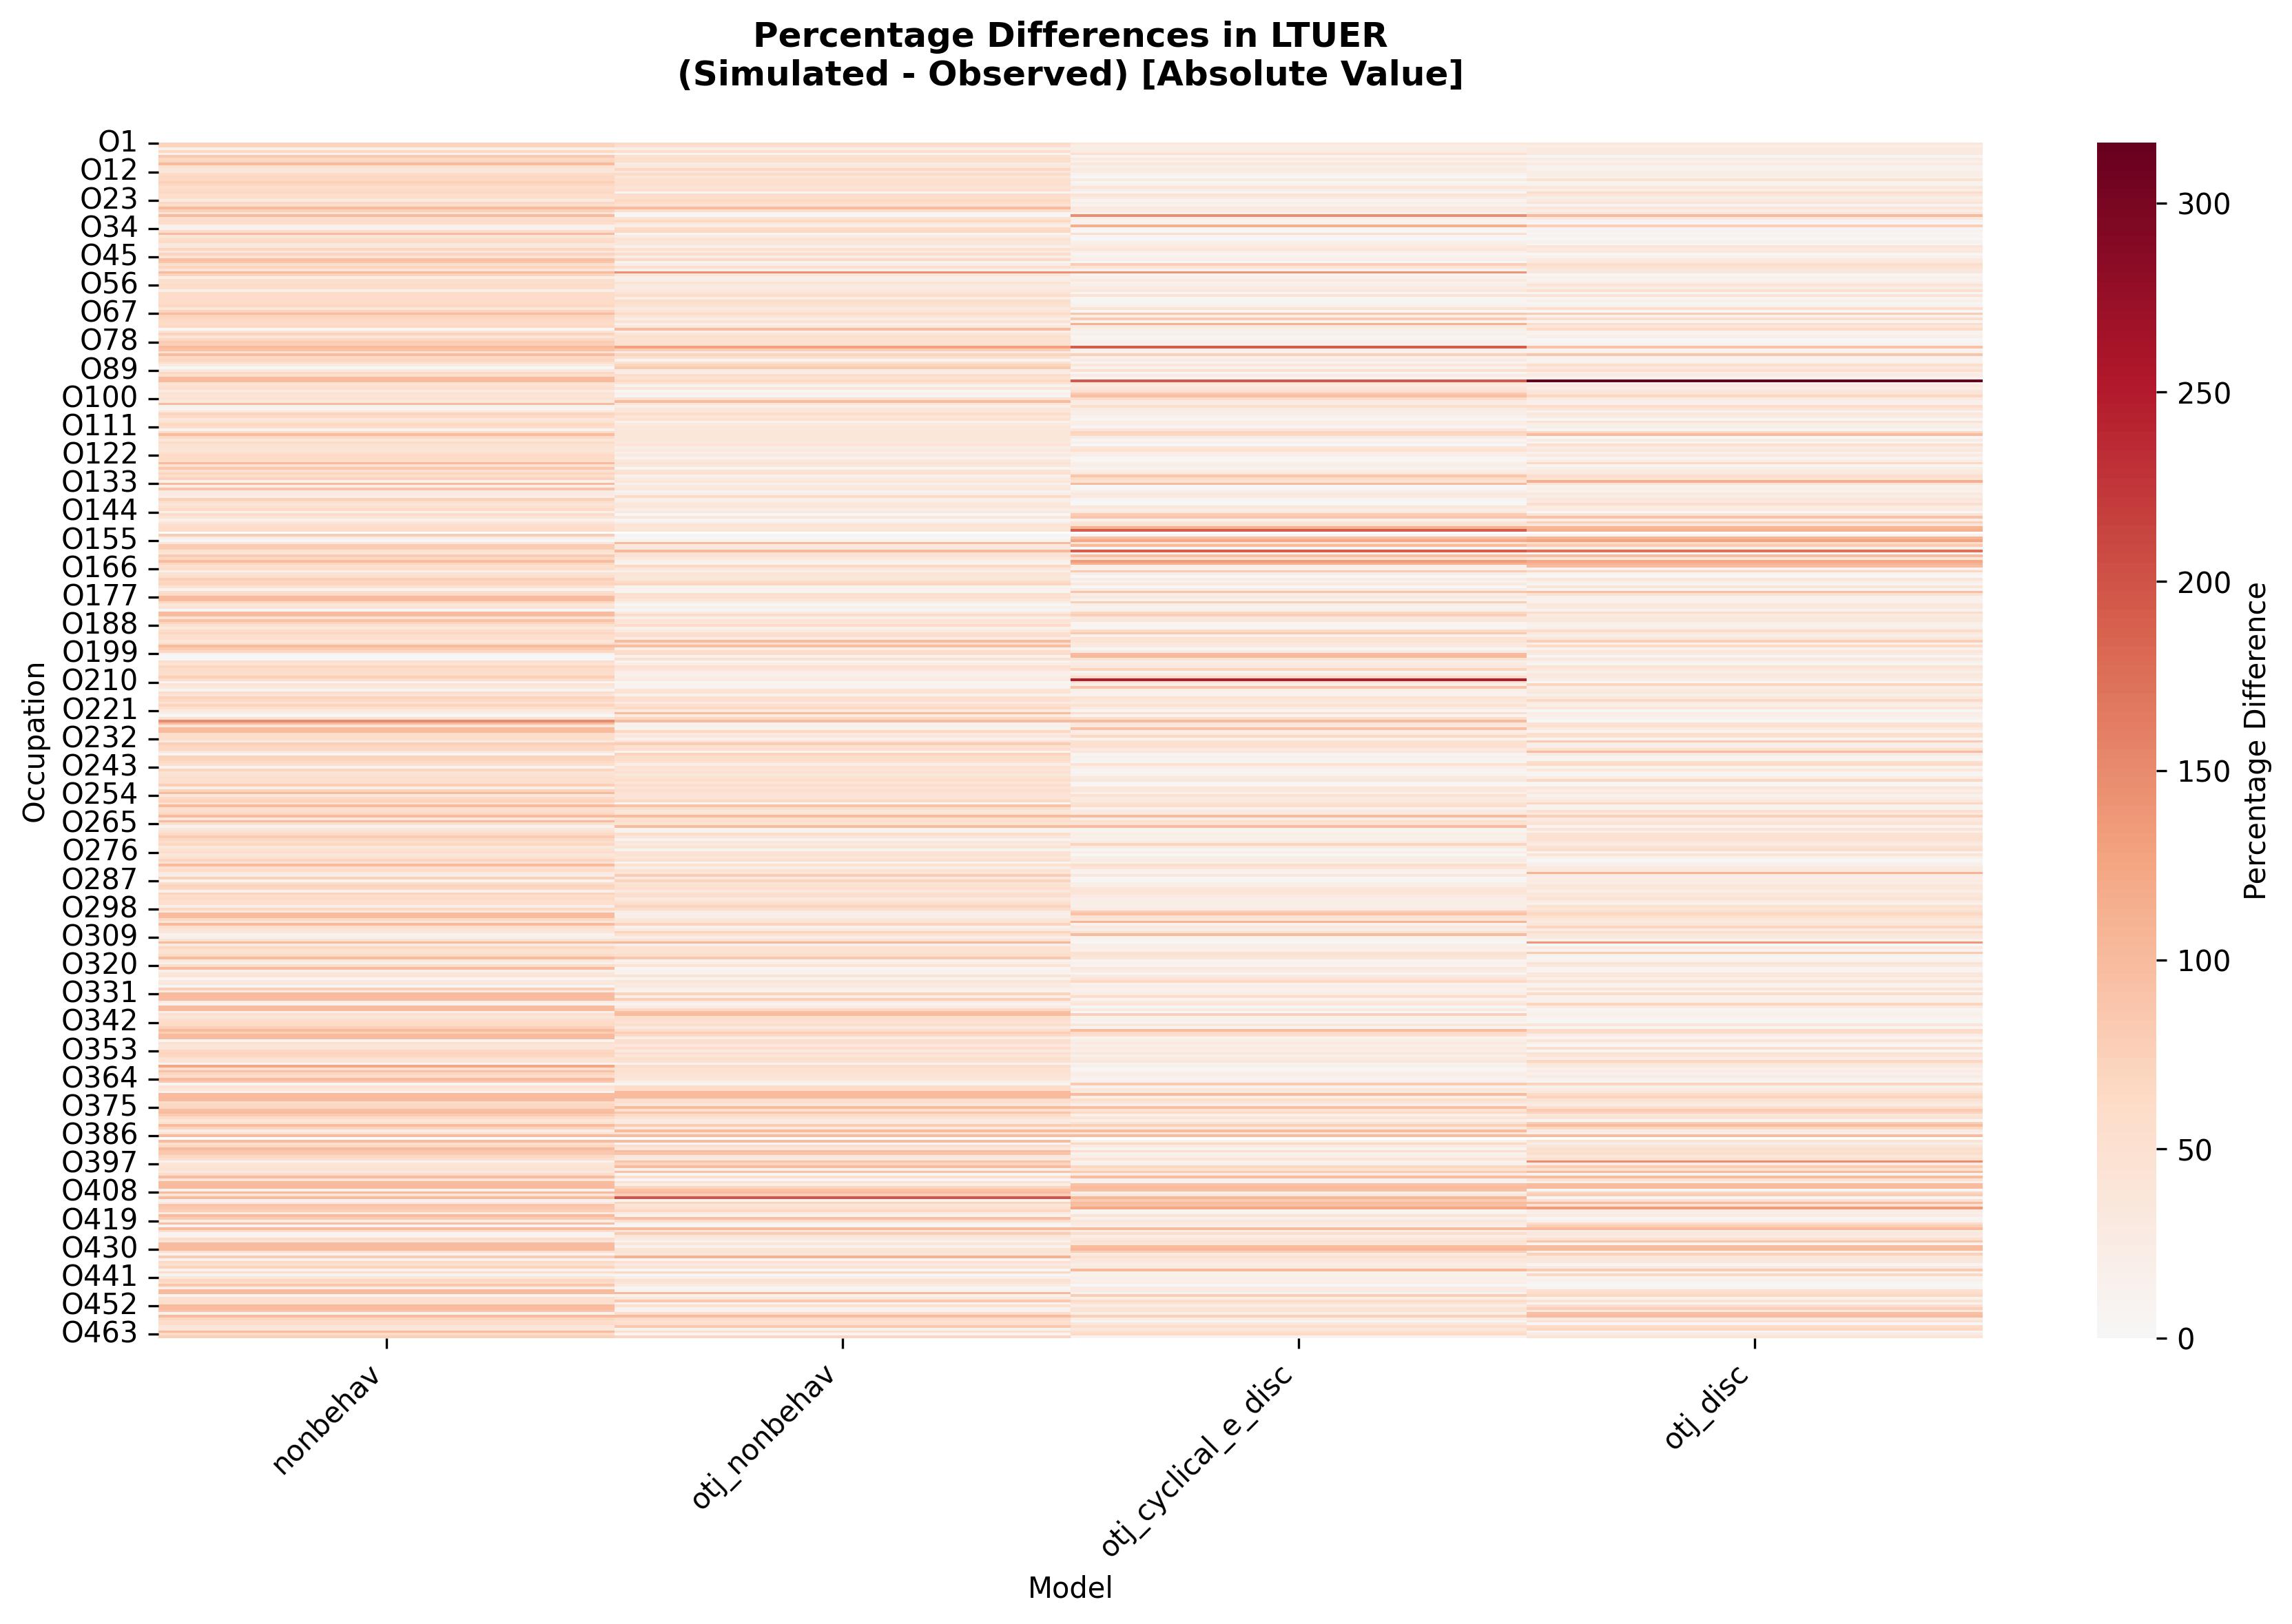 Percentage Differences in LTUER
(Simulated - Observed) [Absolute Value]
O1
O12
O23
O34
O45
O56
O67
O78
O89
O100
O111
O122
O133
O144
O155
O166
O177
O188
O199
O210
O221
O232
O243
O254
O265
O276
O287
O298
O309
O320
O331
O342
O353
O364
O375
O386
O397
O408
O419
O430
O441
O452
O463
Occupation
nonbehav
otj_nonbehav
otj_cyclical_e_disc
otj_disc
Model
300
250
200
150
100
50
0
Percentage Difference